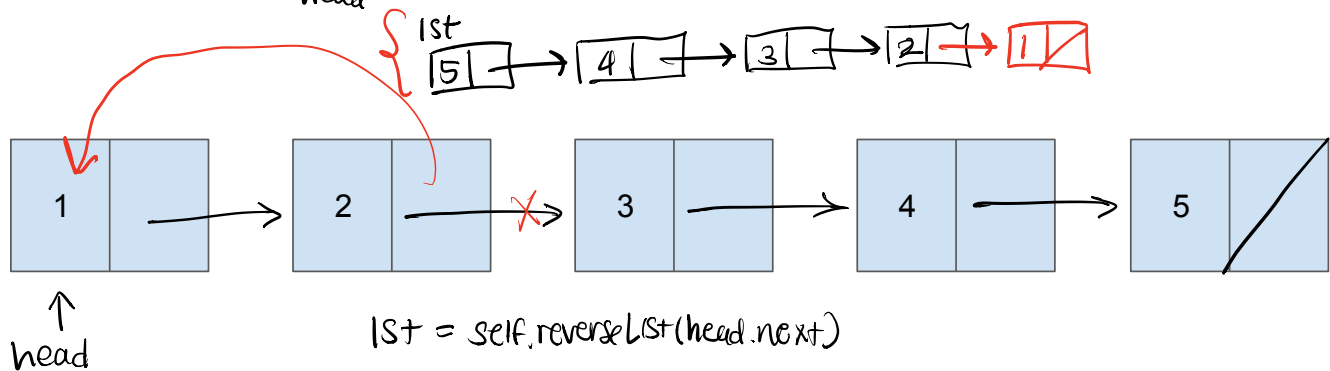 head
lst
5 4 3 2 1
1 2 3 4 5
head
lst = self.reverseList(head.next)